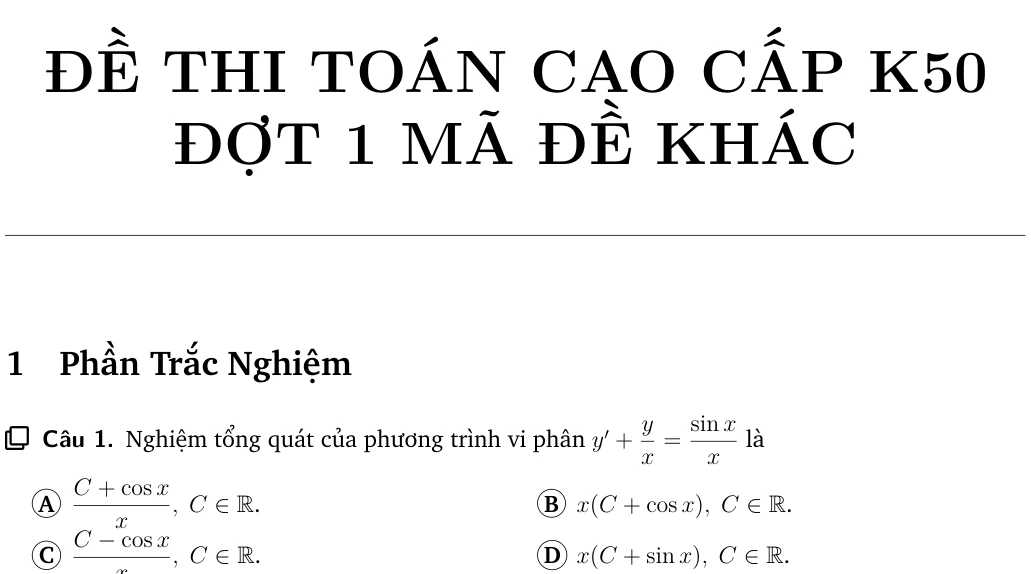 ĐỀ THI TOÁN CAO CẤP K50
ĐỢT 1 MÃ ĐỀ KHÁC
1 Phần Trắc Nghiệm
Câu 1. Nghiệm tổng quát của phương trình vi phân y′ + y/x = sin x/x là
A (C + cos x)/x, C ∈ ℝ.
B x(C + cos x), C ∈ ℝ.
C (C − cos x)/x, C ∈ ℝ.
D x(C + sin x), C ∈ ℝ.